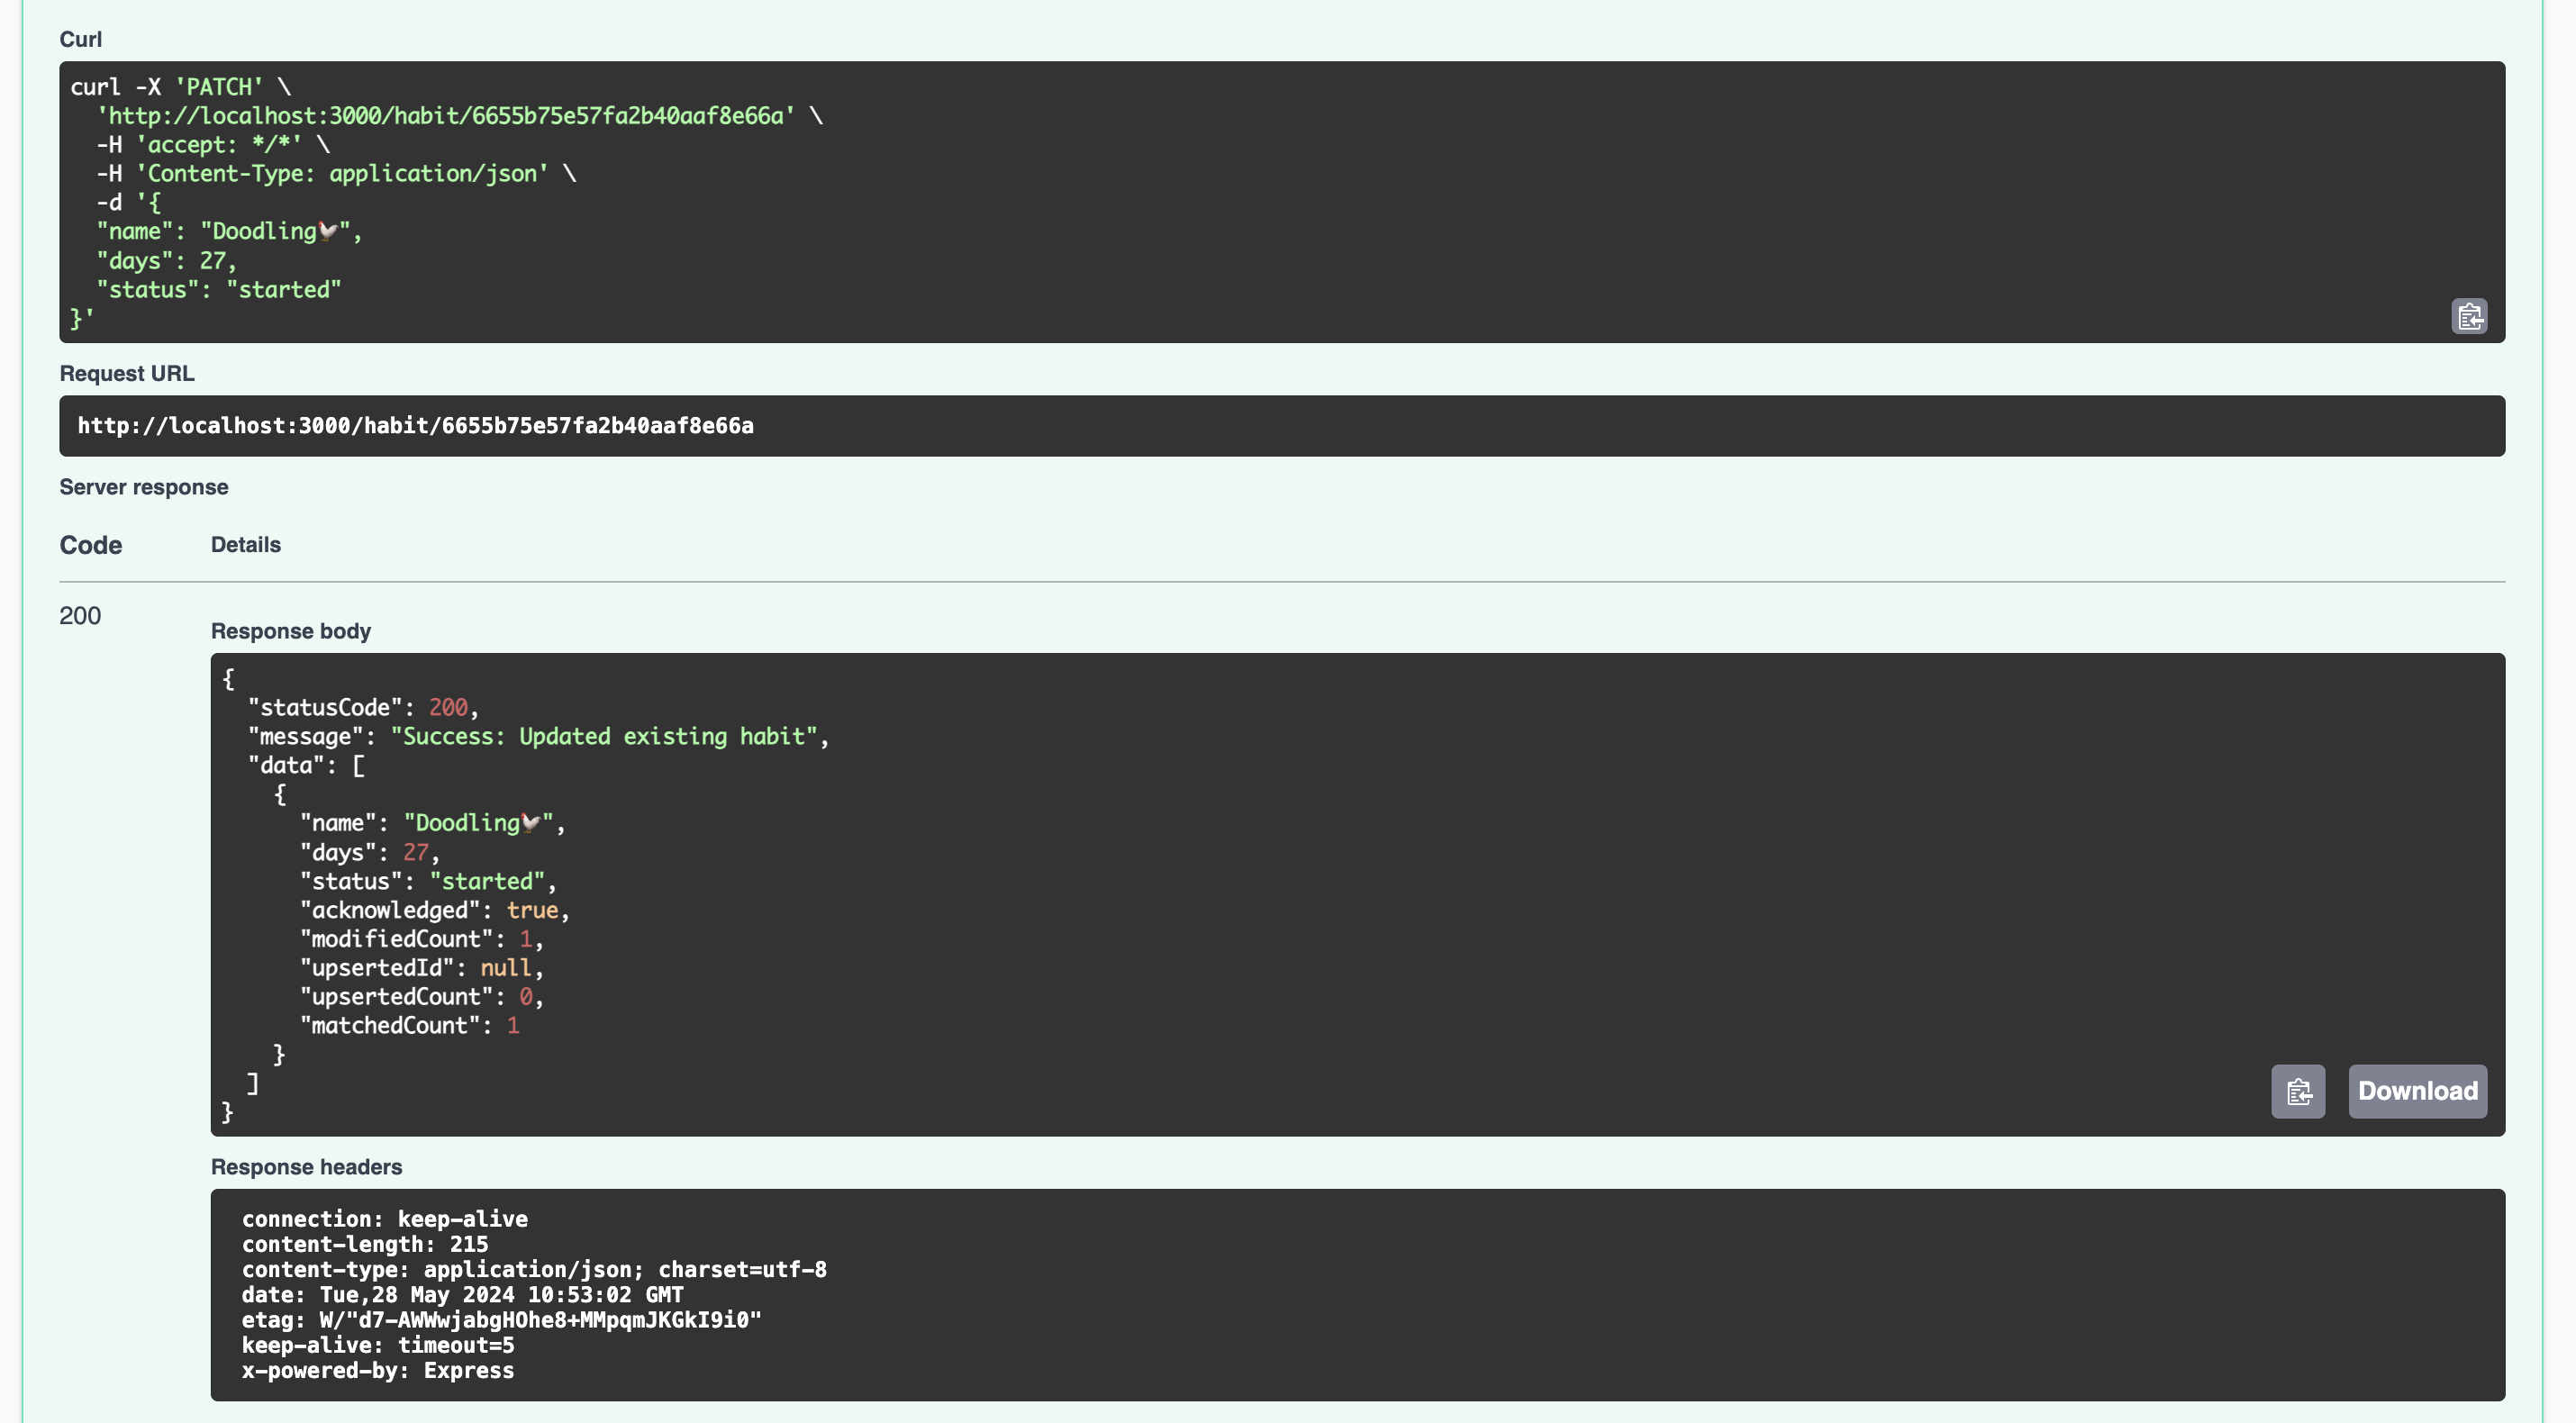 Curl
curl -X 'PATCH' \
  'http://localhost:3000/habit/6655b75e57fa2b40aaf8e66a' \
  -H 'accept: */*' \
  -H 'Content-Type: application/json' \
  -d '{
  "name": "Doodling🐓",
  "days": 27,
  "status": "started"
}'
Request URL
http://localhost:3000/habit/6655b75e57fa2b40aaf8e66a
Server response
Code Details
200
Response body
{
  "statusCode": 200,
  "message": "Success: Updated existing habit",
  "data": [
    {
      "name": "Doodling🐓",
      "days": 27,
      "status": "started",
      "acknowledged": true,
      "modifiedCount": 1,
      "upsertedId": null,
      "upsertedCount": 0,
      "matchedCount": 1
    }
  ]
}
Download
Response headers
connection: keep-alive
content-length: 215
content-type: application/json; charset=utf-8
date: Tue,28 May 2024 10:53:02 GMT
etag: W/"d7-AWWwjabgHOhe8+MMpqmJKGkI9i0"
keep-alive: timeout=5
x-powered-by: Express